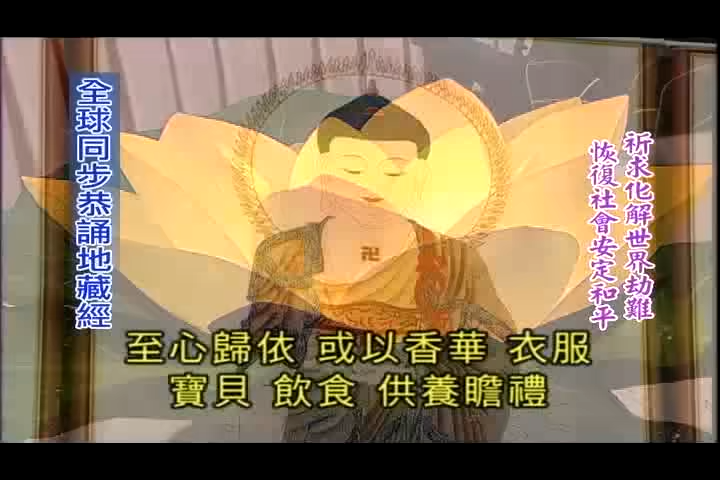 全球同步恭誦地藏經
祈求化解世界劫難
恢復社會安定和平
卍
至心歸依 或以香華 衣服
寶貝 飲食 供養瞻禮